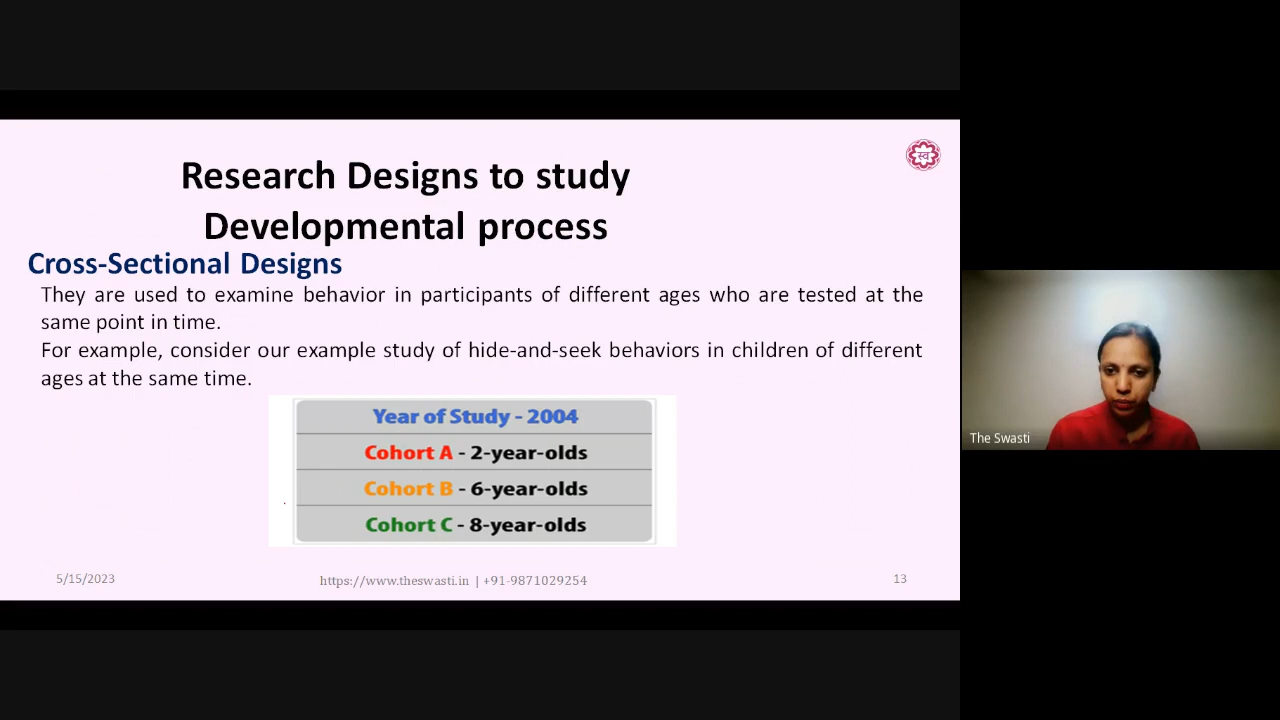 Research Designs to study
Developmental process
Cross-Sectional Designs
They are used to examine behavior in participants of different ages who are tested at the
same point in time.
For example, consider our example study of hide-and-seek behaviors in children of different
ages at the same time.
Year of Study - 2004
Cohort A - 2-year-olds
Cohort B - 6-year-olds
Cohort C - 8-year-olds
5/15/2023
https://www.theswasti.in | +91-9871029254
13
स्व
The Swasti